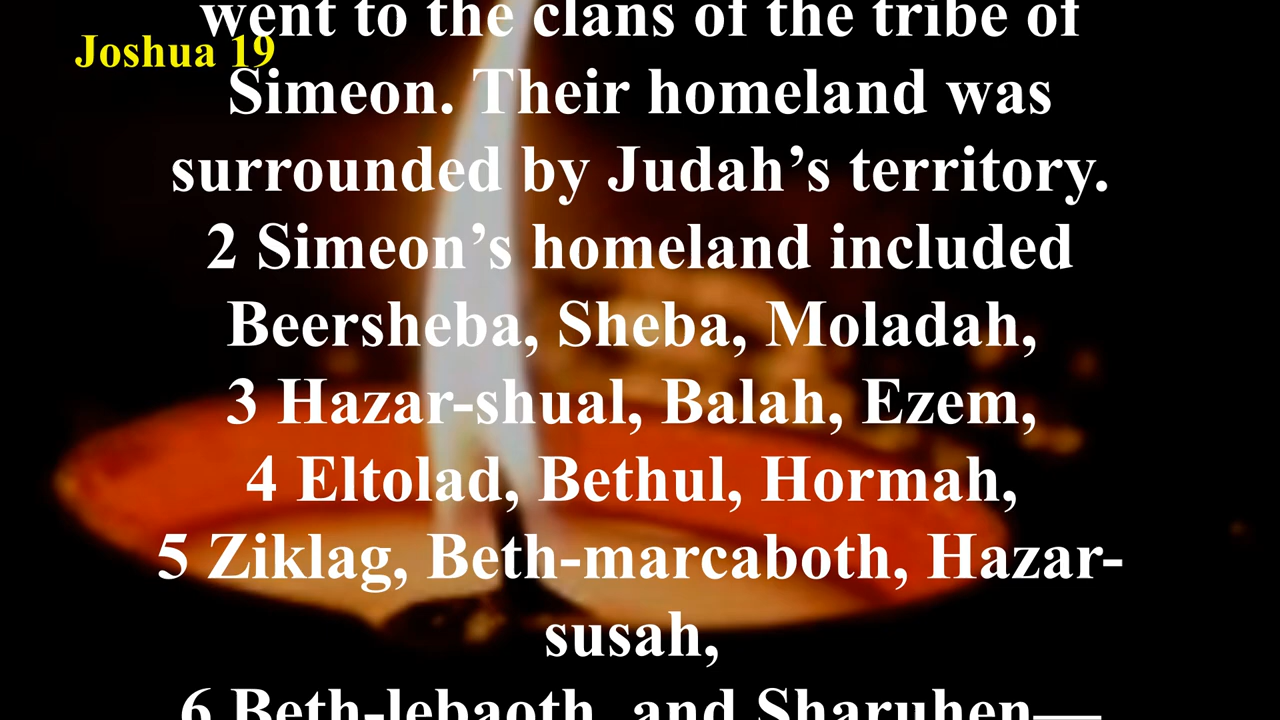 went to the clans of the tribe of
Joshua 19
Simeon. Their homeland was
surrounded by Judah’s territory.
2 Simeon’s homeland included
Beersheba, Sheba, Moladah,
3 Hazar-shual, Balah, Ezem,
4 Eltolad, Bethul, Hormah,
5 Ziklag, Beth-marcaboth, Hazar-
susah,
6 Beth-lebaoth, and Sharuhen—